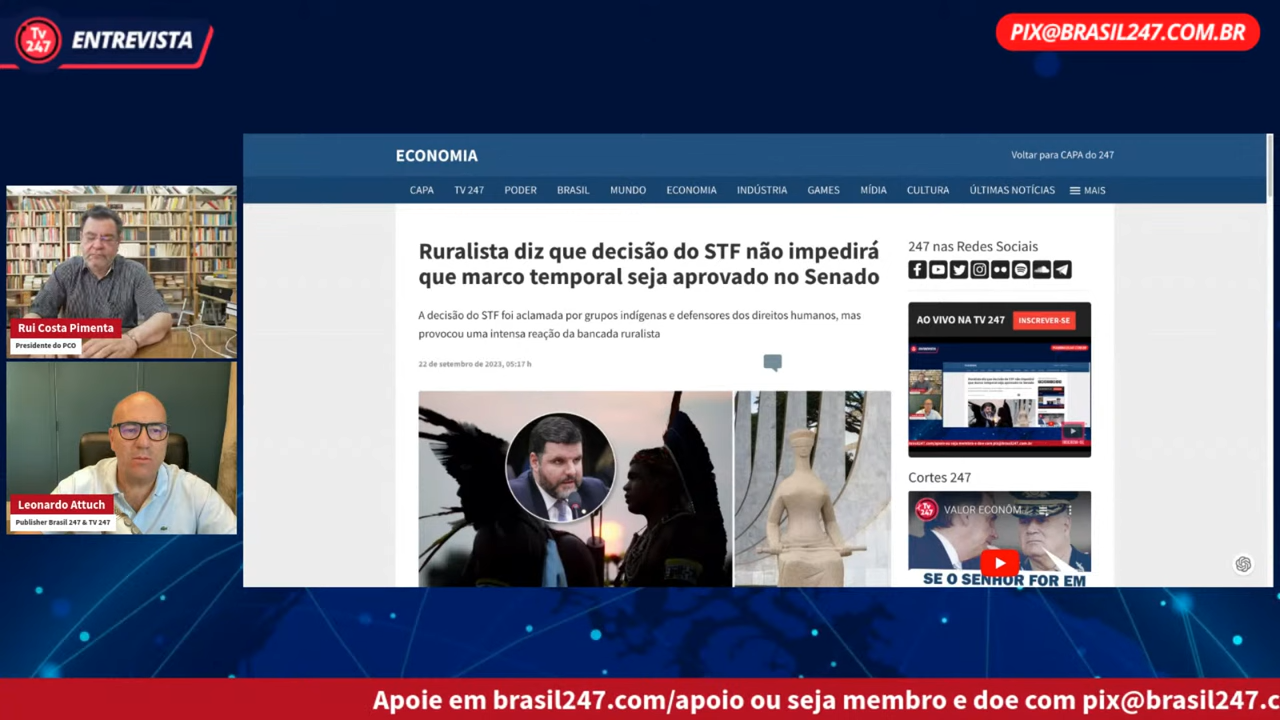 TV 247
ENTREVISTA
PIX@BRASIL247.COM.BR
ECONOMIA
Voltar para CAPA do 247
CAPA TV 247 PODER BRASIL MUNDO ECONOMIA INDÚSTRIA GAMES MÍDIA CULTURA ÚLTIMAS NOTÍCIAS MAIS
Ruralista diz que decisão do STF não impedirá
que marco temporal seja aprovado no Senado
A decisão do STF foi aclamada por grupos indígenas e defensores dos direitos humanos, mas
provocou uma intensa reação da bancada ruralista
22 de setembro de 2023, 05:17 h
247 nas Redes Sociais
AO VIVO NA TV 247 INSCREVER-SE
Cortes 247
TV 247
VALOR ECONÔM
SE O SENHOR FOR EM
Rui Costa Pimenta
Presidente do PCO
Leonardo Attuch
Publisher Brasil 247 & TV 247
Apoie em brasil247.com/apoio ou seja membro e doe com pix@brasil247.c